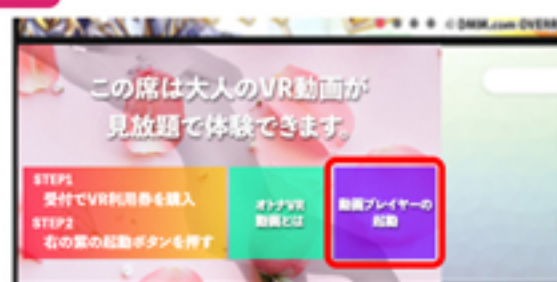 © DMM.com OVERR
この席は大人のVR動画が
見放題で体験できます。
STEP1
受付でVR利用券を購入
STEP2
右の紫の起動ボタンを押す
オトナVR
動画とは
動画プレイヤーの
起動